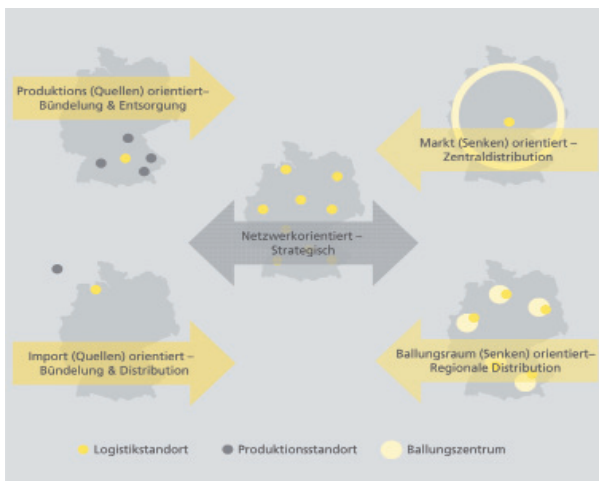 Produktions (Quellen) orientiert–
Bündelung & Entsorgung
Markt (Senken) orientiert –
Zentraldistribution
Netzwerkorientiert –
Strategisch
Import (Quellen) orientiert –
Bündelung & Distribution
Ballungsraum (Senken) orientiert–
Regionale Distribution
Logistikstandort
Produktionsstandort
Ballungszentrum